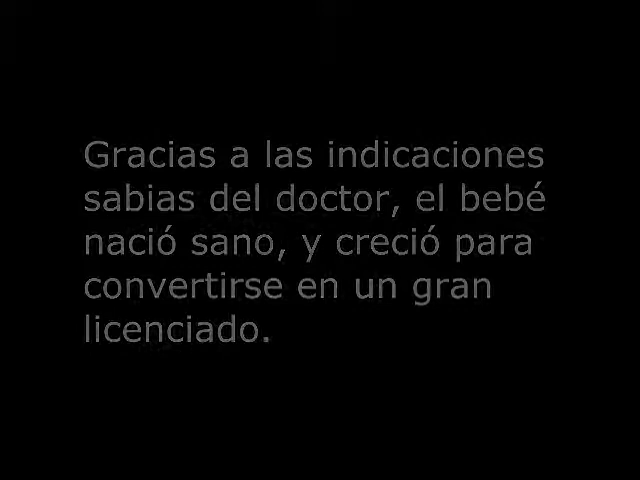 Gracias a las indicaciones
sabias del doctor, el bebé
nació sano, y creció para
convertirse en un gran
licenciado.